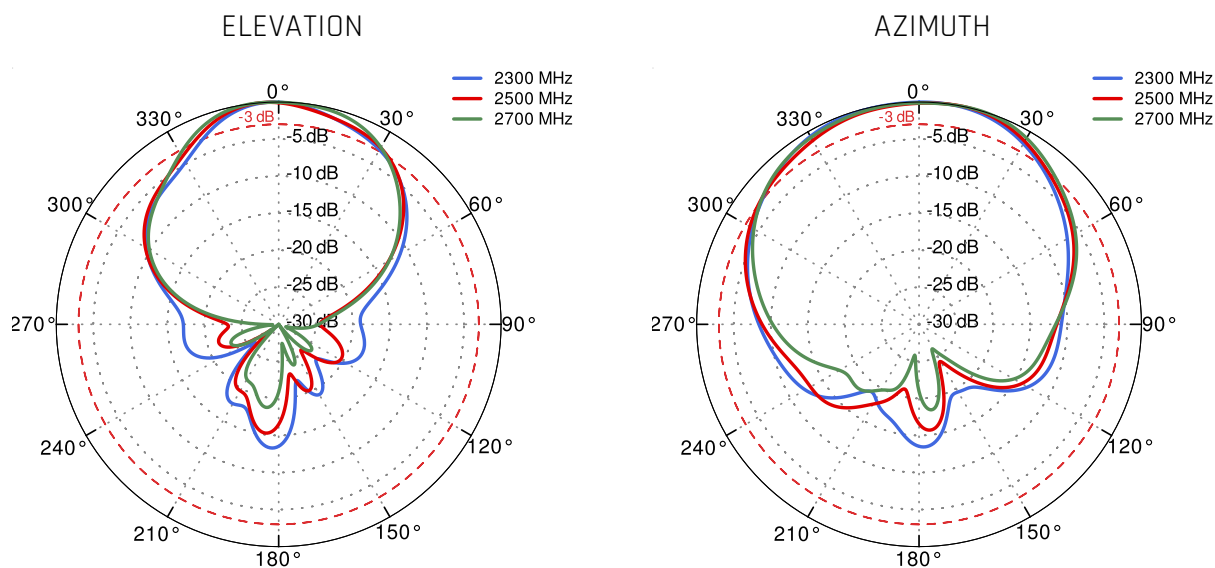 ELEVATION
2300 MHz
2500 MHz
2700 MHz
0°
330°
-3 dB
30°
-5 dB
-10 dB
300°
60°
-15 dB
-20 dB
-25 dB
270°
-30 dB
90°
240°
120°
210°
150°
180°
AZIMUTH
2300 MHz
2500 MHz
2700 MHz
0°
330°
-3 dB
30°
-5 dB
-10 dB
300°
60°
-15 dB
-20 dB
-25 dB
270°
-30 dB
90°
240°
120°
210°
150°
180°